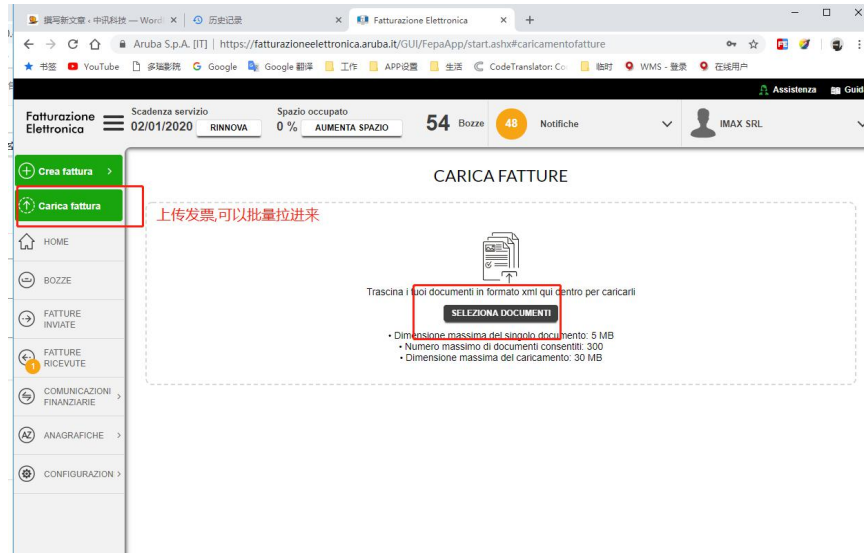 撰写新文章 ‹ 中讯科技 — Word
历史记录
Fatturazione Elettronica
Aruba S.p.A. [IT] | https://fatturazioneelettronica.aruba.it/GUI/FepaApp/start.ashx#caricamentofatture
书签 YouTube 多瑙影院 Google Google 翻译 工作 APP设置 生活 CodeTranslator: Co 临时 WMS - 登录 在线用户
Assistenza Guid
Fatturazione Elettronica
Scadenza servizio
02/01/2020 RINNOVA
Spazio occupato
0 % AUMENTA SPAZIO
54 Bozze
48 Notifiche
IMAX SRL
Crea fattura >
Carica fattura
HOME
BOZZE
FATTURE
INVIATE
FATTURE
RICEVUTE
1
COMUNICAZIONI
FINANZIARIE >
AZ ANAGRAFICHE >
CONFIGURAZION >
CARICA FATTURE
上传发票,可以批量拉进来
Trascina i tuoi documenti in formato xml qui dentro per caricarli
SELEZIONA DOCUMENTI
• Dimensione massima del singolo documento: 5 MB
• Numero massimo di documenti consentiti: 300
• Dimensione massima del caricamento: 30 MB